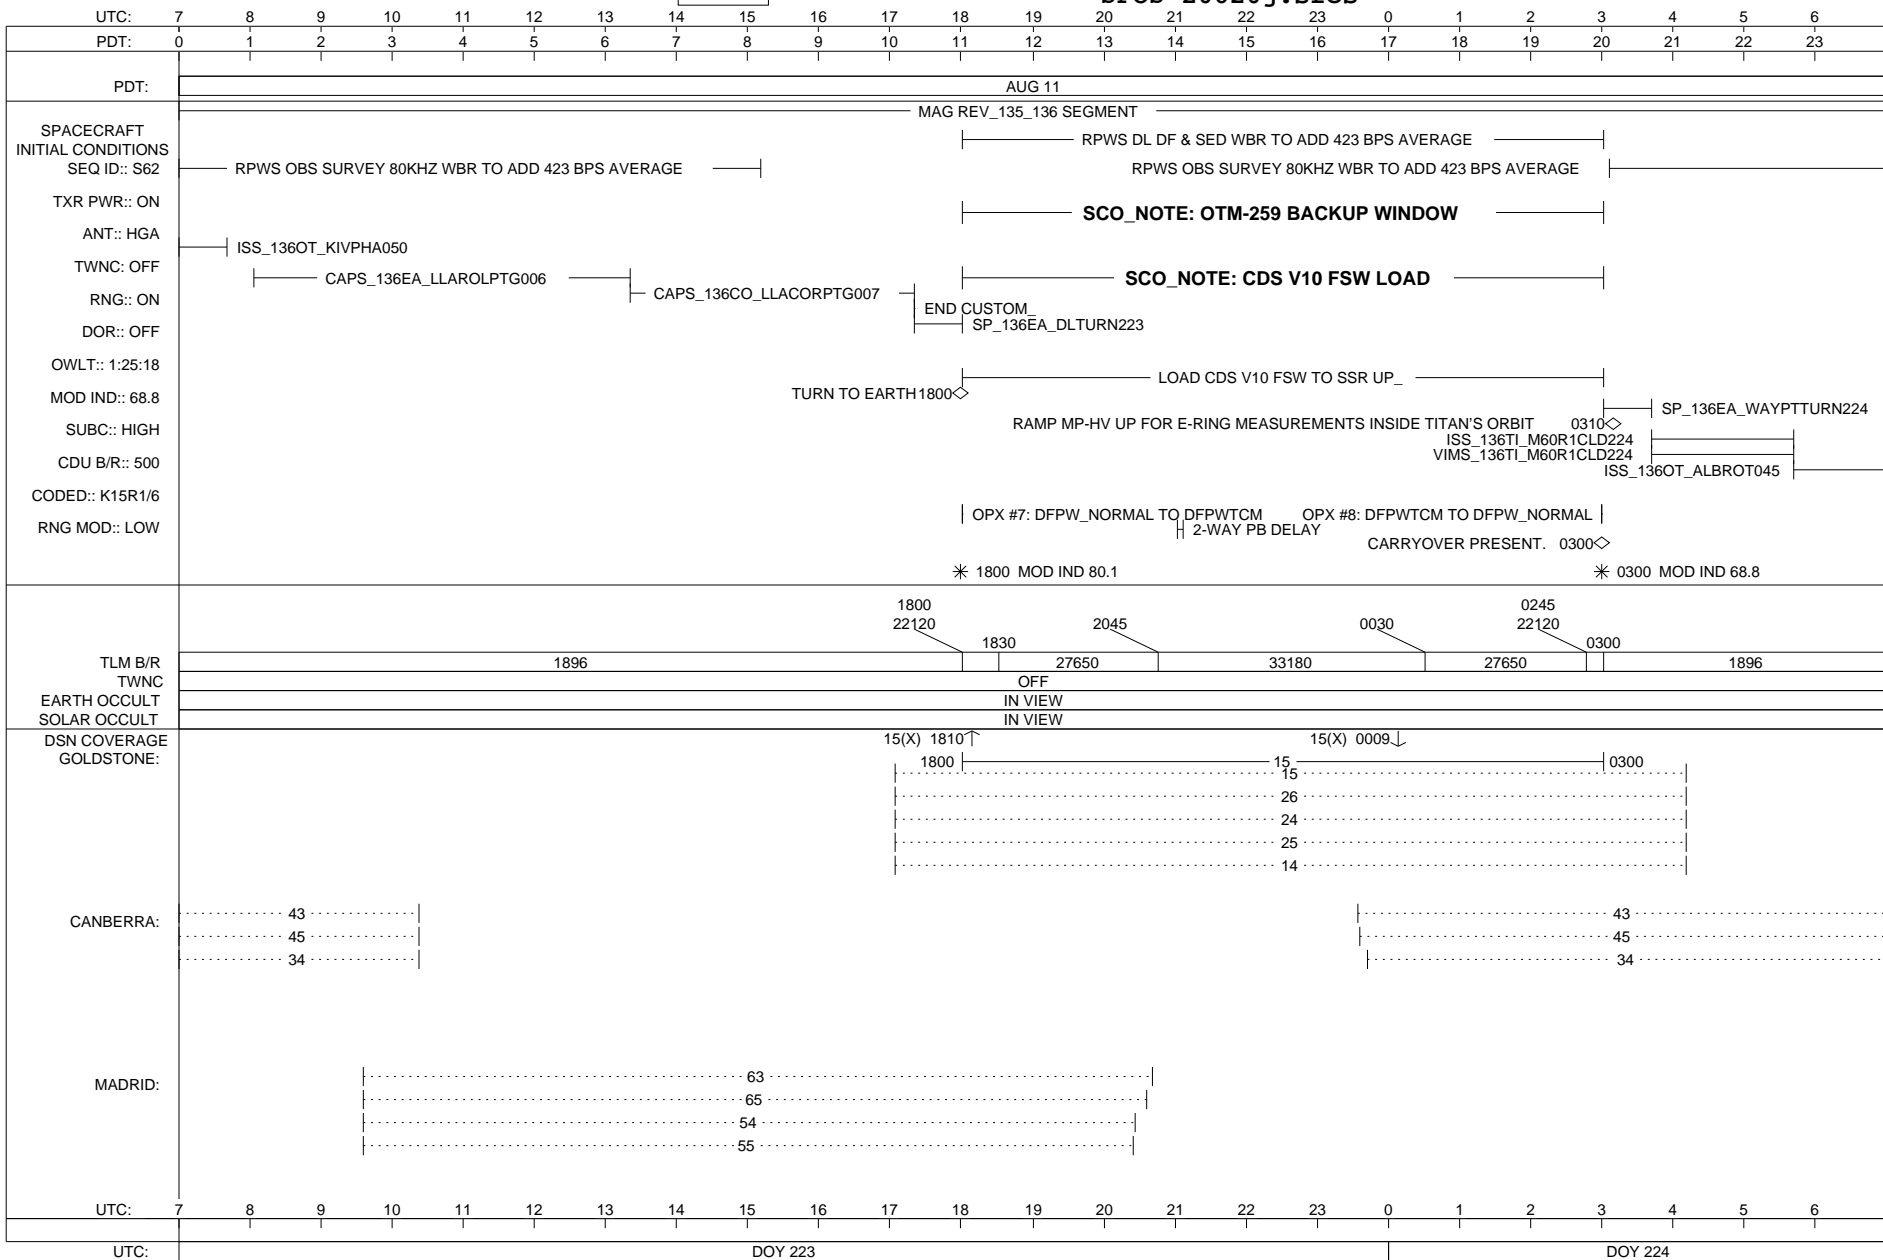 UTC: 7 8 9 10 11 12 13 14 15 16 17 18 19 20 21 22 23 0 1 2 3 4 5 6
PDT: 0 1 2 3 4 5 6 7 8 9 10 11 12 13 14 15 16 17 18 19 20 21 22 23
PDT: AUG 11
MAG REV_135_136 SEGMENT
SPACECRAFT
INITIAL CONDITIONS
RPWS DL DF & SED WBR TO ADD 423 BPS AVERAGE
SEQ ID:: S62 RPWS OBS SURVEY 80KHZ WBR TO ADD 423 BPS AVERAGE RPWS OBS SURVEY 80KHZ WBR TO ADD 423 BPS AVERAGE
TXR PWR:: ON
SCO_NOTE: OTM-259 BACKUP WINDOW
ANT:: HGA
ISS_136OT_KIVPHA050
TWNC: OFF
CAPS_136EA_LLAROLPTG006 SCO_NOTE: CDS V10 FSW LOAD
RNG:: ON CAPS_136CO_LLACORPTG007
END CUSTOM_
DOR:: OFF SP_136EA_DLTURN223
OWLT:: 1:25:18
LOAD CDS V10 FSW TO SSR UP_
MOD IND:: 68.8 TURN TO EARTH1800
SP_136EA_WAYPTTURN224
SUBC:: HIGH RAMP MP-HV UP FOR E-RING MEASUREMENTS INSIDE TITAN'S ORBIT 0310
ISS_136TI_M60R1CLD224
VIMS_136TI_M60R1CLD224
CDU B/R:: 500 ISS_136OT_ALBROT045
CODED:: K15R1/6
OPX #7: DFPW_NORMAL TO DFPWTCM OPX #8: DFPWTCM TO DFPW_NORMAL
RNG MOD:: LOW 2-WAY PB DELAY
CARRYOVER PRESENT. 0300
1800 MOD IND 80.1 0300 MOD IND 68.8
1800 0245
22120 2045 0030 22120
1830 0300
TLM B/R 1896 27650 33180 27650 1896
TWNC OFF
EARTH OCCULT IN VIEW
SOLAR OCCULT IN VIEW
DSN COVERAGE 15(X) 1810 15(X) 0009
GOLDSTONE: 1800 15 0300
15
26
24
25
14
CANBERRA: 43 43
45 45
34 34
MADRID: 63
65
54
55
UTC: 7 8 9 10 11 12 13 14 15 16 17 18 19 20 21 22 23 0 1 2 3 4 5 6
UTC: DOY 223 DOY 224